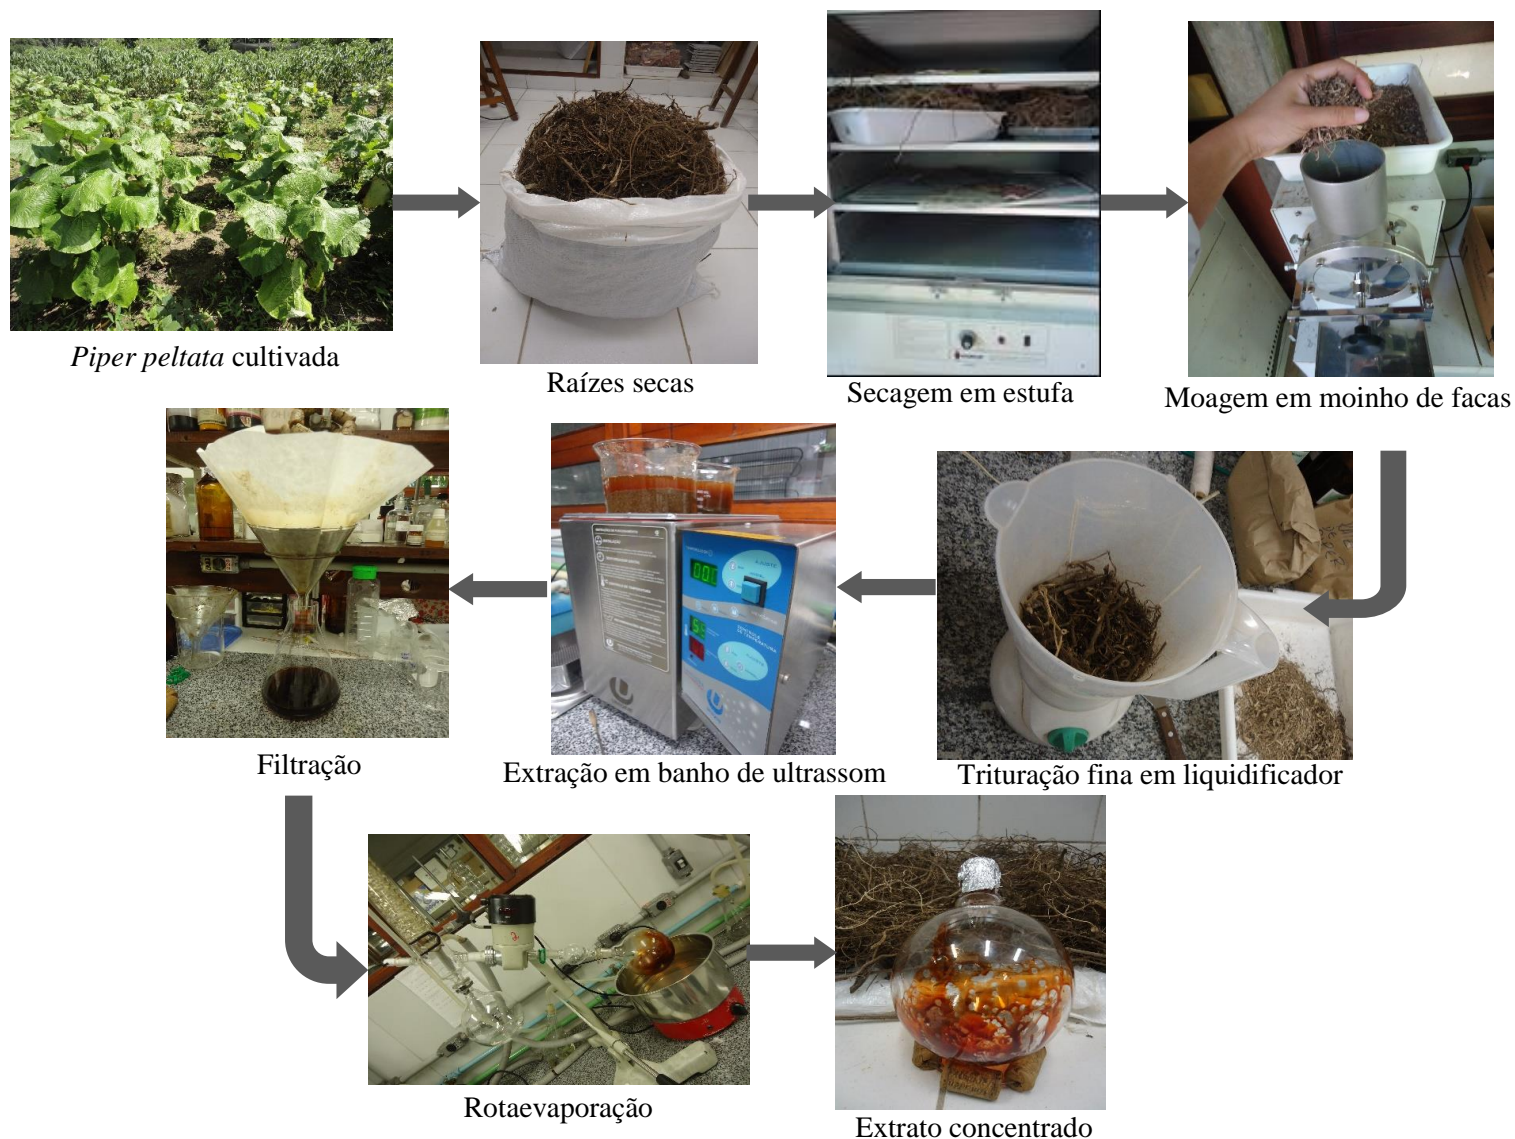 Piper peltata cultivada
Raízes secas
Secagem em estufa
Moagem em moinho de facas
Filtração
Extração em banho de ultrassom
Trituração fina em liquidificador
Rotaevaporação
Extrato concentrado